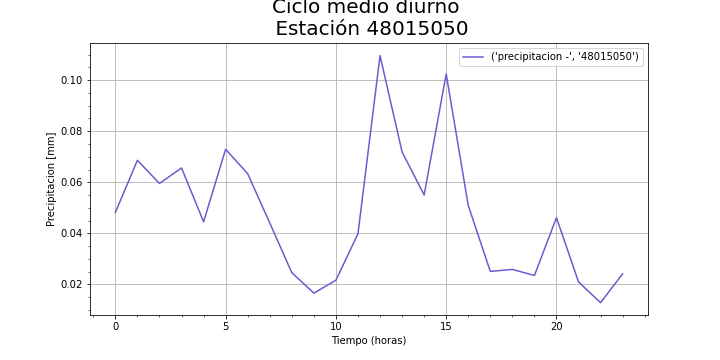 Ciclo medio diurno
Estación 48015050
('precipitacion -', '48015050')
Precipitacion [mm]
0.10
0.08
0.06
0.04
0.02
0 5 10 15 20
Tiempo (horas)